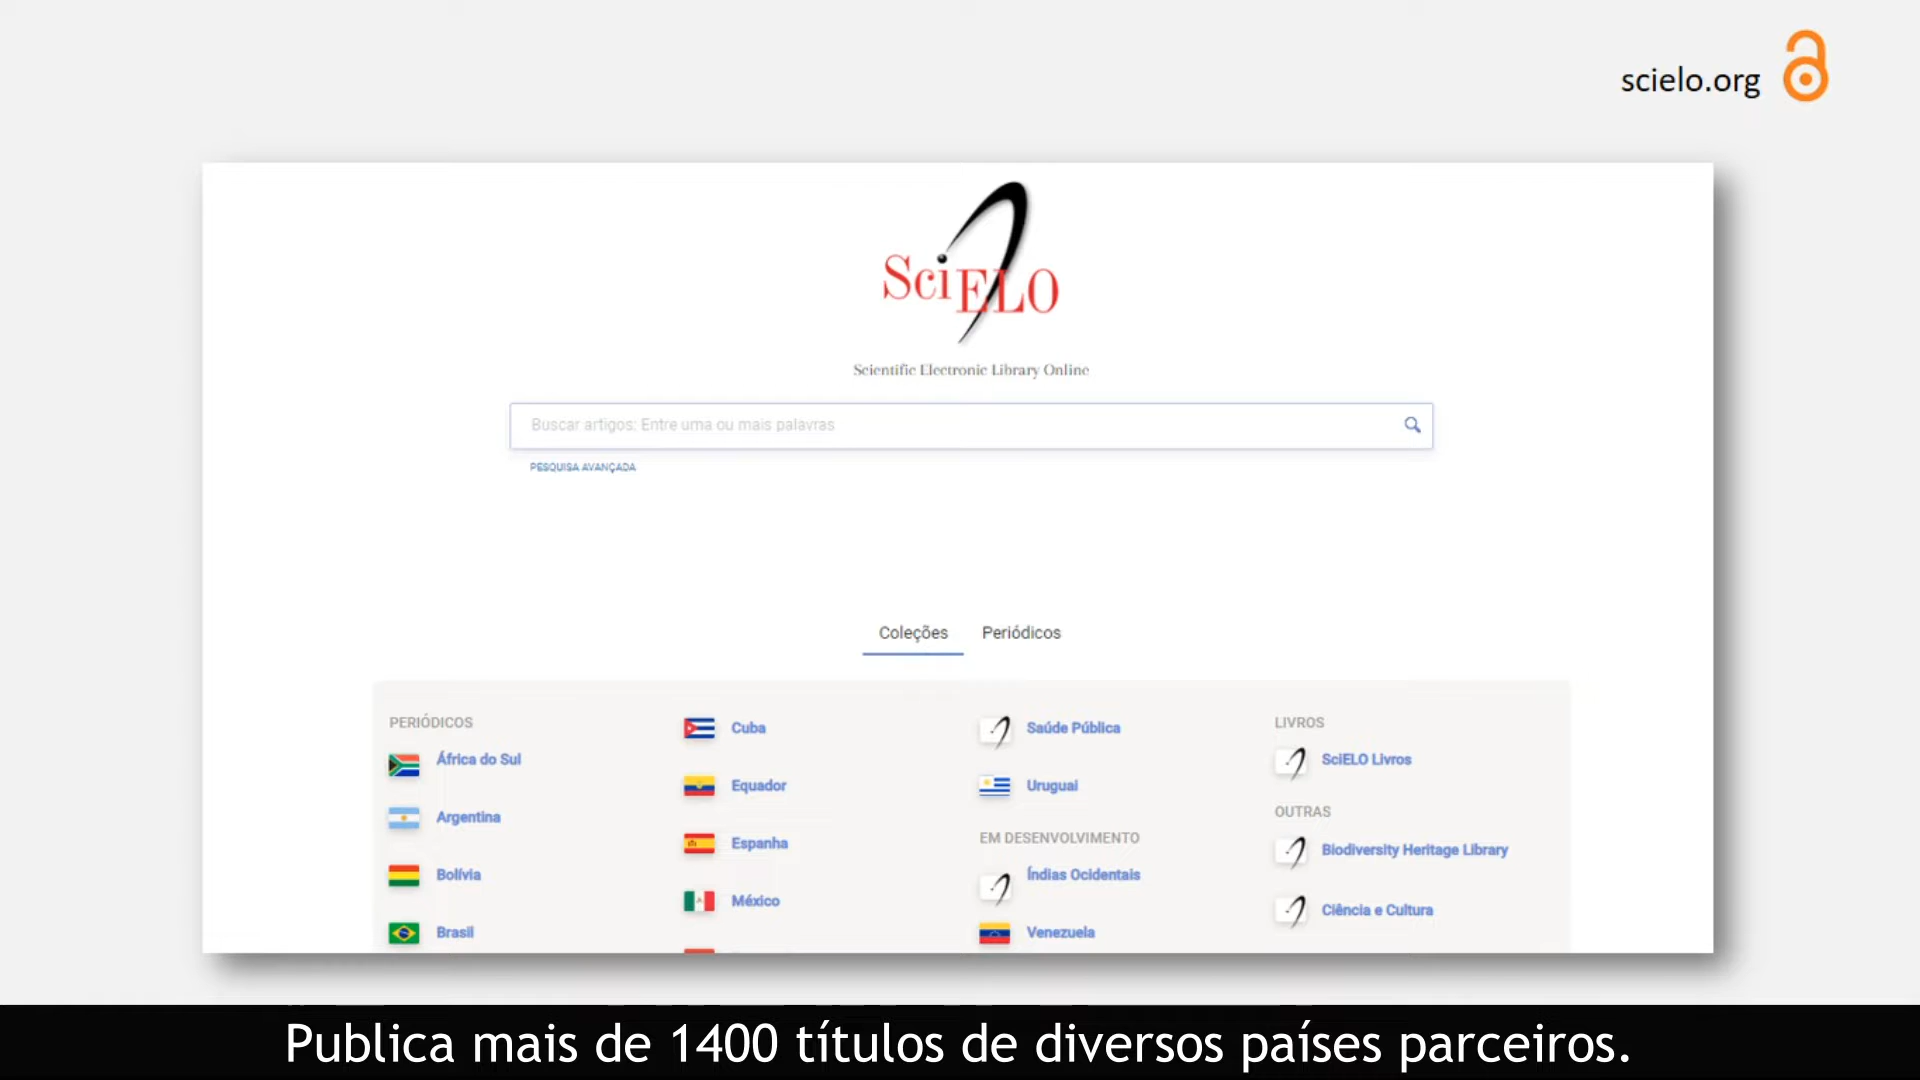 scielo.org
SciELO
Scientific Electronic Library Online
Buscar artigos: Entre uma ou mais palavras
PESQUISA AVANÇADA
Coleções
Periódicos
PERIÓDICOS
África do Sul
Argentina
Bolívia
Brasil
Cuba
Equador
Espanha
México
Saúde Pública
Uruguai
EM DESENVOLVIMENTO
Índias Ocidentais
Venezuela
LIVROS
SciELO Livros
OUTRAS
Biodiversity Heritage Library
Ciência e Cultura
Publica mais de 1400 títulos de diversos países parceiros.